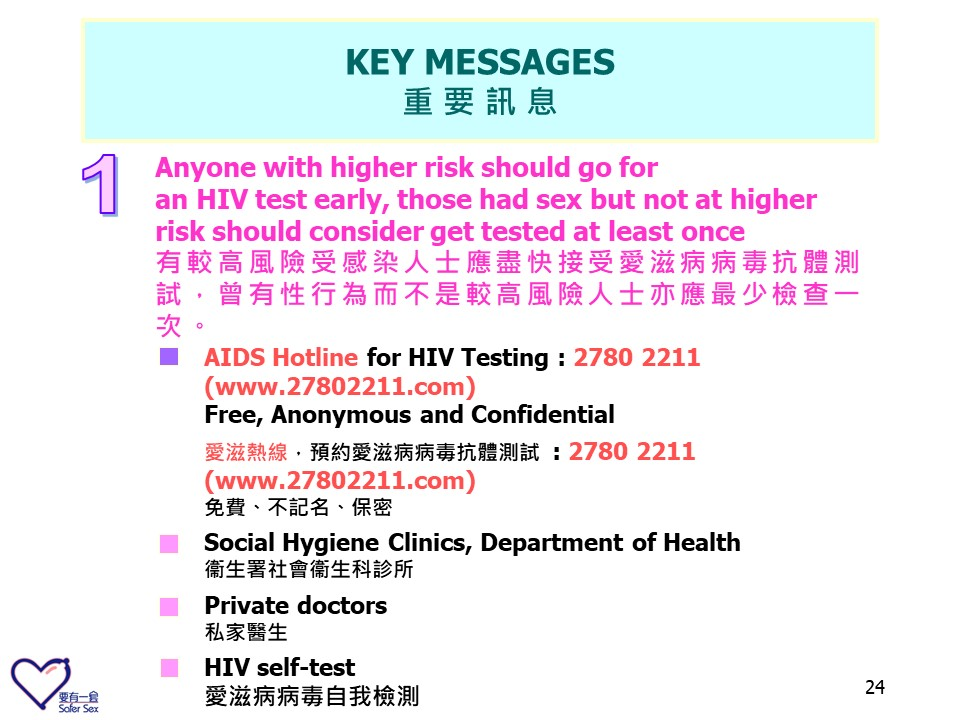 KEY MESSAGES
重要訊息
1
Anyone with higher risk should go for
an HIV test early, those had sex but not at higher
risk should consider get tested at least once
有較高風險受感染人士應盡快接受愛滋病病毒抗體測
試，曾有性行為而不是較高風險人士亦應最少檢查一
次。
AIDS Hotline for HIV Testing : 2780 2211
(www.27802211.com)
Free, Anonymous and Confidential
愛滋熱線，預約愛滋病病毒抗體測試 : 2780 2211
(www.27802211.com)
免費、不記名、保密
Social Hygiene Clinics, Department of Health
衞生署社會衞生科診所
Private doctors
私家醫生
HIV self-test
愛滋病病毒自我檢測
要有一套
Safer Sex
24